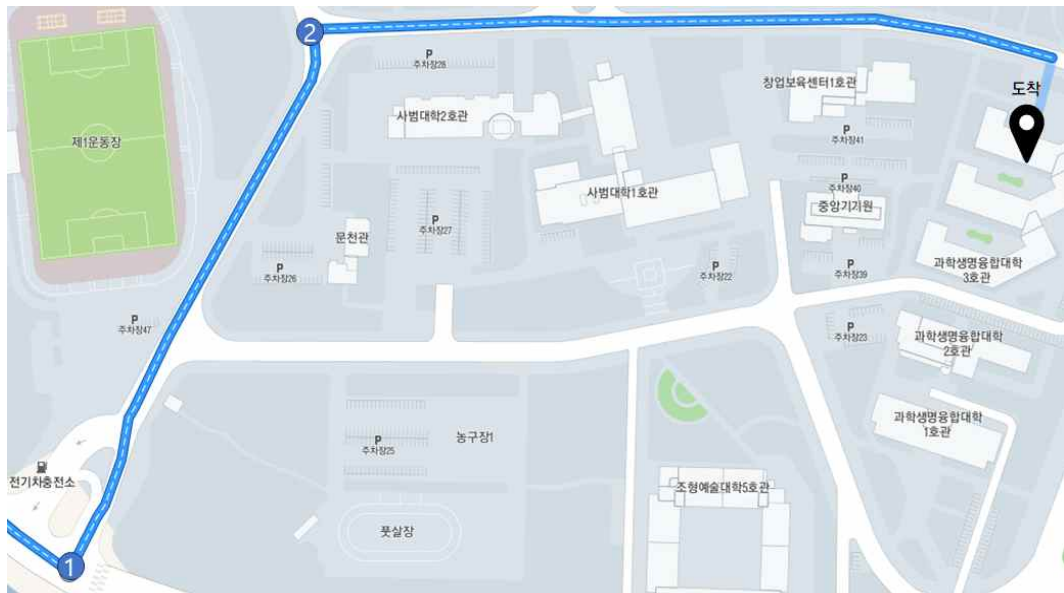 2
P
주차장28
창업보육센터1호관
도착
사범대학2호관
제1운동장
P
주차장41
P
주차장40
사범대학1호관
중앙기기원
P
주차장27
문천관
P
주차장26
P
주차장22
P
주차장39
과학생명융합대학
3호관
P
주차장47
P
주차장23
과학생명융합대학
2호관
과학생명융합대학
1호관
농구장1
P
주차장25
전기차충전소
조형예술대학5호관
풋살장
1